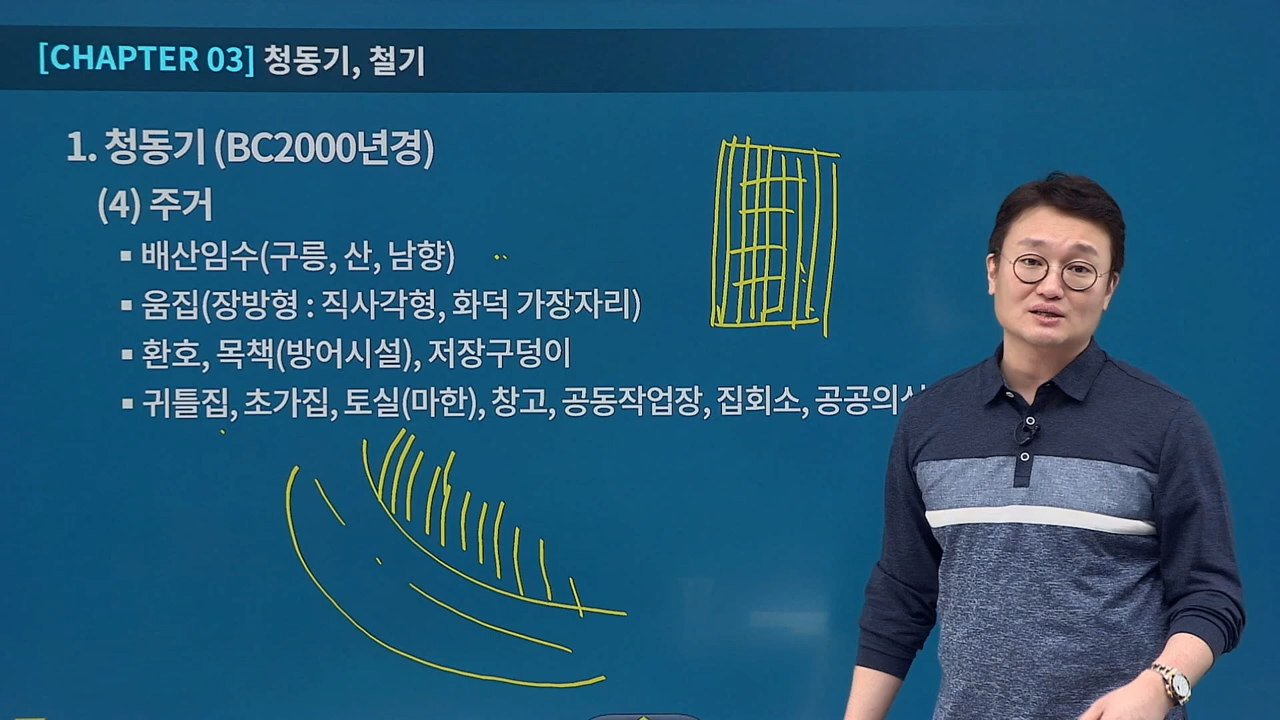 [CHAPTER 03] 청동기, 철기
1. 청동기 (BC2000년경)
(4) 주거
▪ 배산임수(구릉, 산, 남향)
▪ 움집(장방형 : 직사각형, 화덕 가장자리)
▪ 환호, 목책(방어시설), 저장구덩이
▪ 귀틀집, 초가집, 토실(마한), 창고, 공동작업장, 집회소,